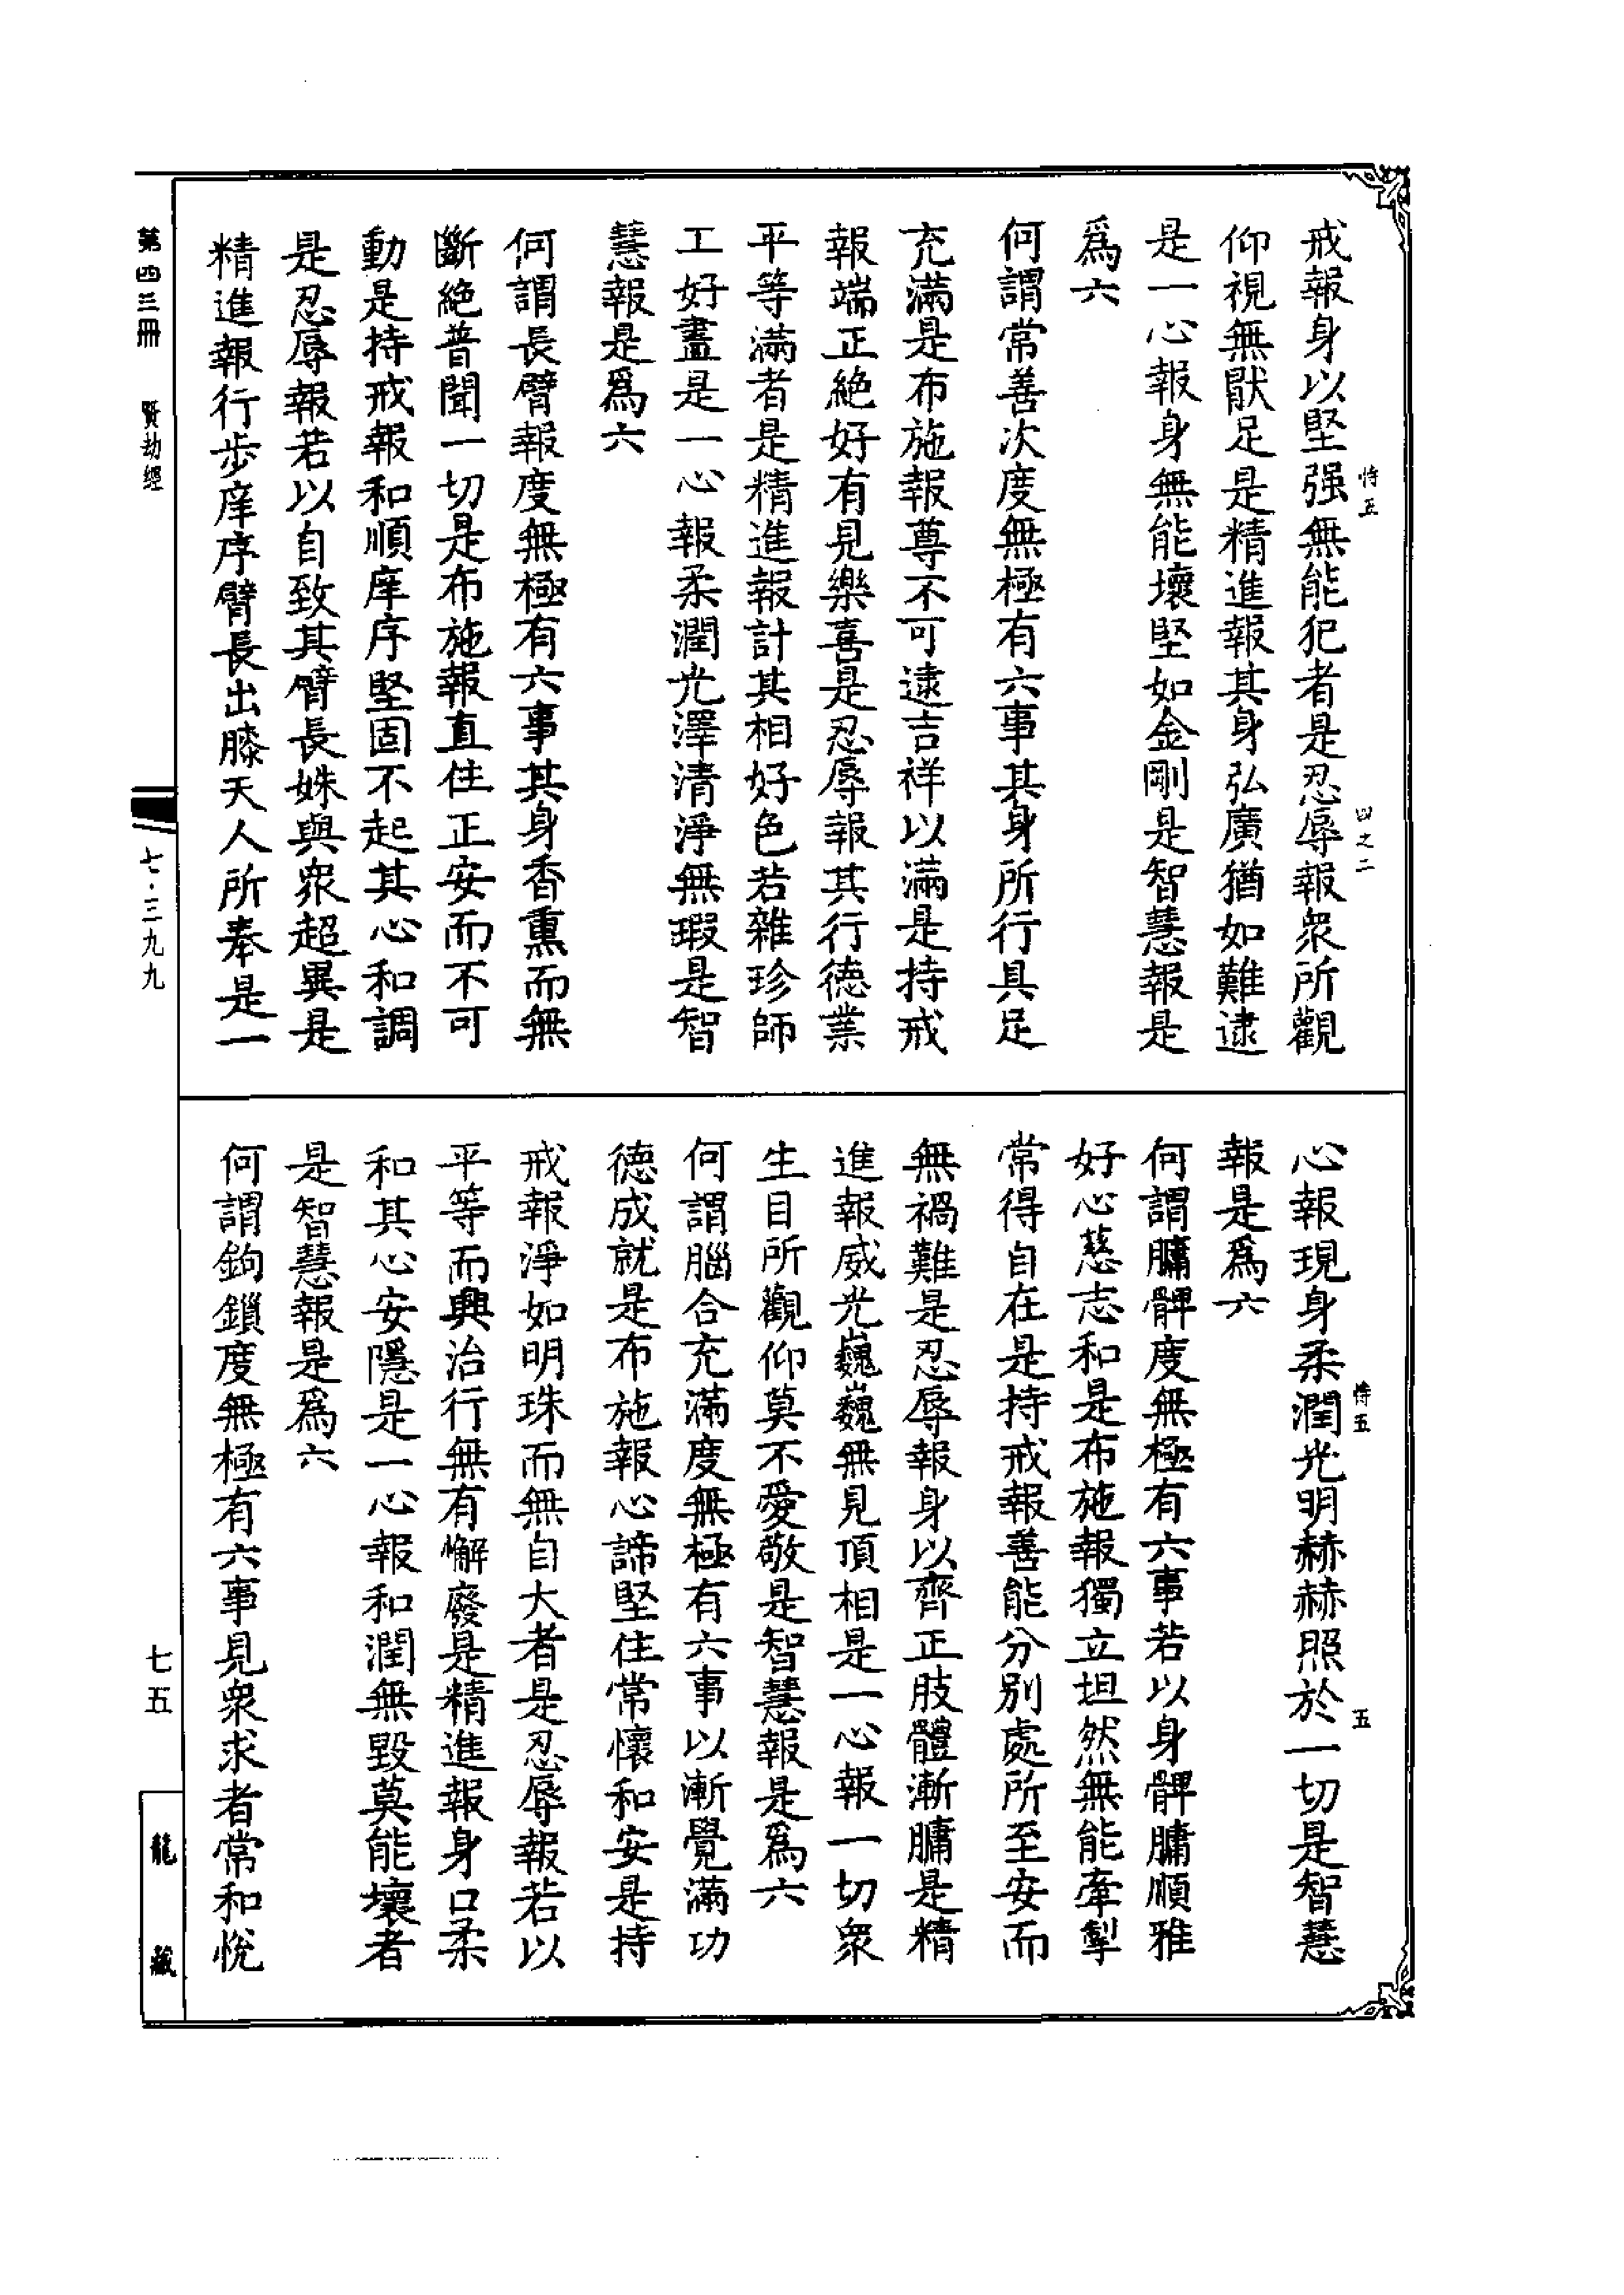 戒報身以堅强無能犯者是忍辱報衆所觀
仰視無猒足是精進報其身弘廣猶如難逮
是一心報身無能壞堅如金剛是智慧報是
爲六
何謂常善次度無極有六事其身所行具足
充滿是布施報尊不可逮吉祥以滿是持戒
報端正絶好有見樂喜是忍辱報其行德業
平等滿者是精進報計其相好色若雜珍師
工好畫是一心報柔潤光澤清淨無瑕是智
慧報是爲六
何謂長臂報度無極有六事其身香熏而無
斷絶普聞一切是布施報直住正安而不可
動是持戒報和順庠序堅固不起其心和調
是忍辱報若以自致其臂長姝與衆超異是
精進報行步庠序臂長出膝天人所奉是一
心報現身柔潤光明赫赫照於一切是智慧
報是爲六
何謂𦟛髀度無極有六事若以身髀𦟛順雅
好心慈志和是布施報獨立坦然無能牽掣
常得自在是持戒報善能分别處所至安而
無禍難是忍辱報身以齊正肢體漸𦟛是精
進報威光巍巍無見頂相是一心報一切衆
生目所觀仰莫不愛敬是智慧報是爲六
何謂腦合充滿度無極有六事以漸覺滿功
德成就是布施報心諦堅住常懷和安是持
戒報淨如明珠而無自大者是忍辱報若以
平等而興治行無有懈廢是精進報身口柔
和其心安隱是一心報和潤無毀莫能壞者
是智慧報是爲六
何謂鉤鎖度無極有六事見衆求者常和悅
恃五
四之二
恃五
五
第四三冊
賢劫經
七·三九九
七五
龍藏